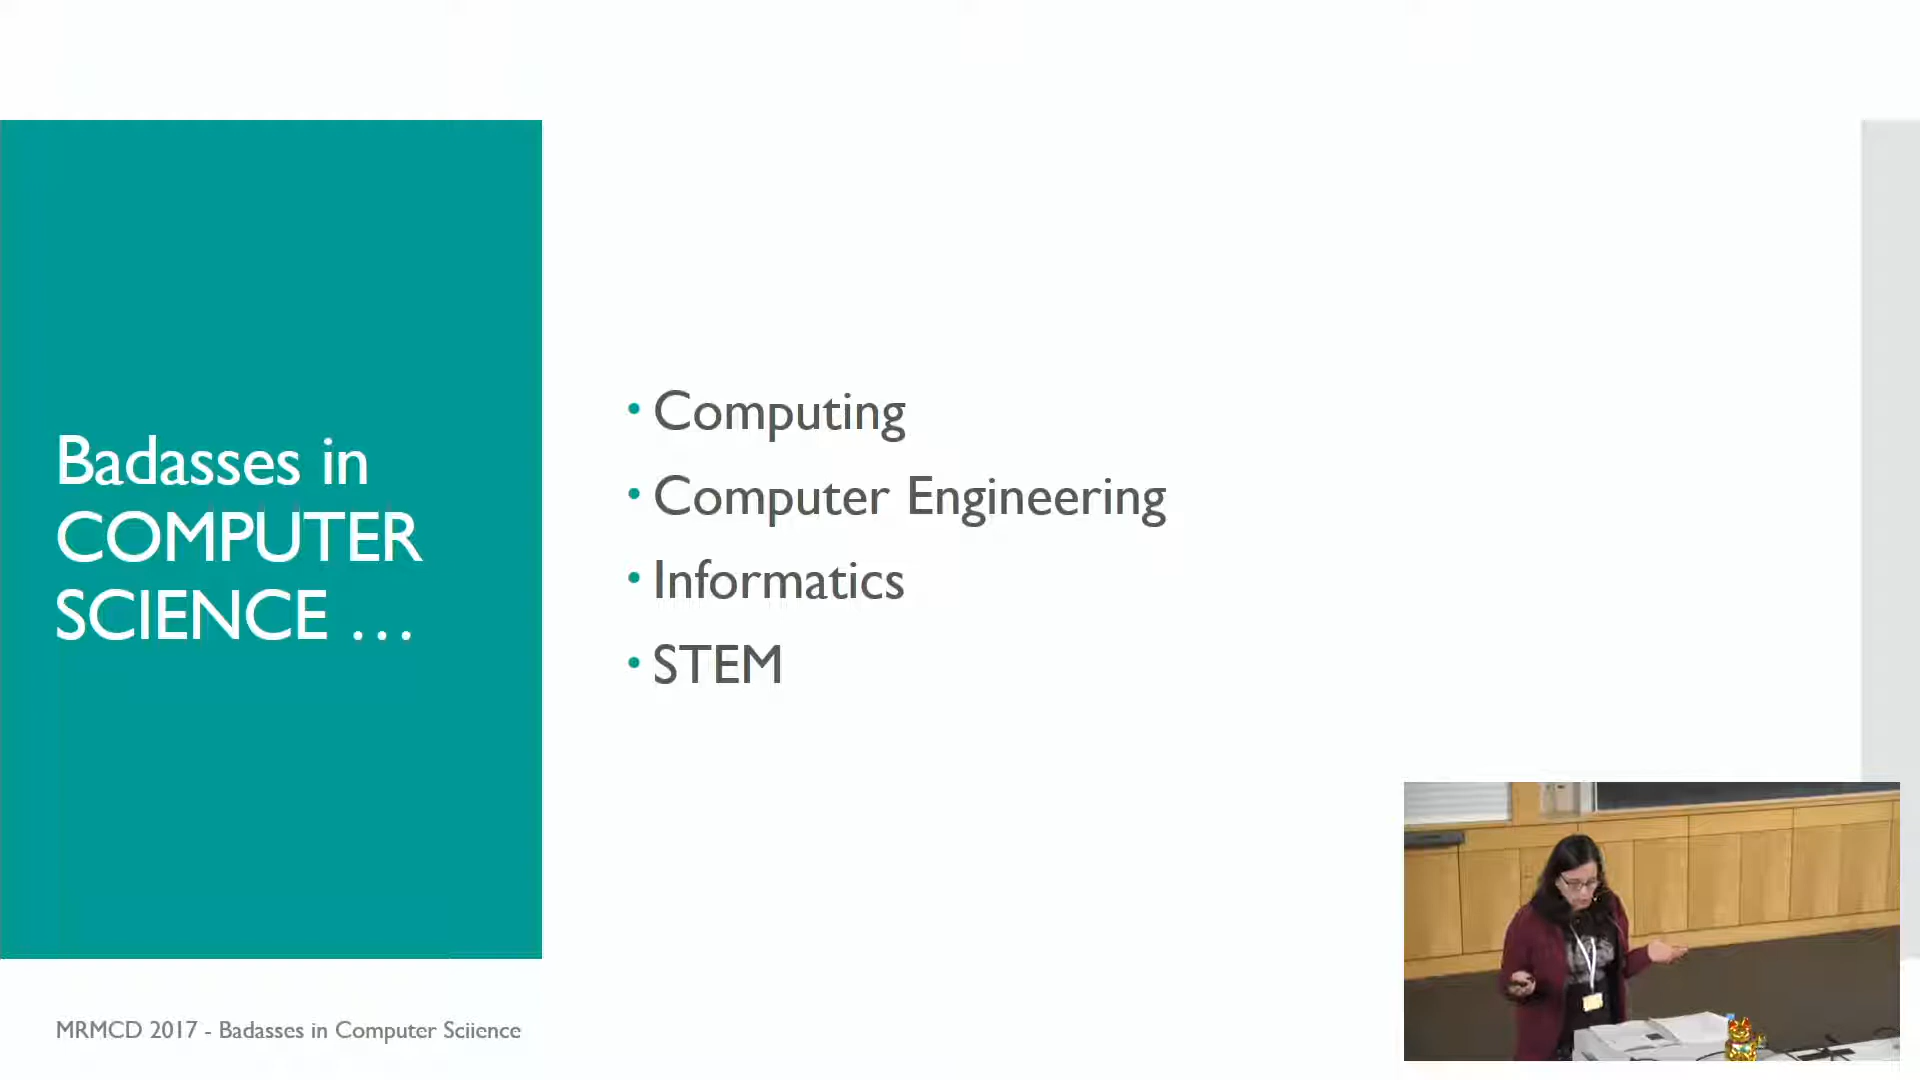 Badasses in
COMPUTER
SCIENCE …
• Computing
• Computer Engineering
• Informatics
• STEM
MRMCD 2017 - Badasses in Computer Sciience